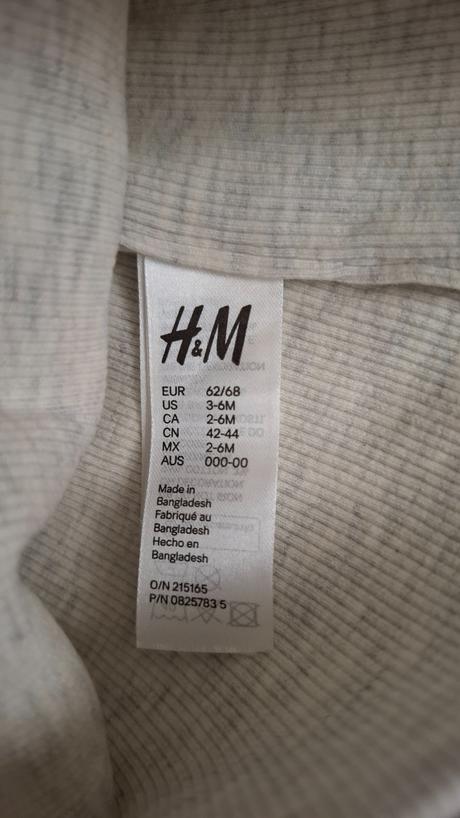 H&M
EUR 62/68
US 3-6M
CA 2-6M
CN 42-44
MX 2-6M
AUS 000-00
Made in
Bangladesh
Fabriqué au
Bangladesh
Hecho en
Bangladesh
O/N 215165
P/N 0825783 5